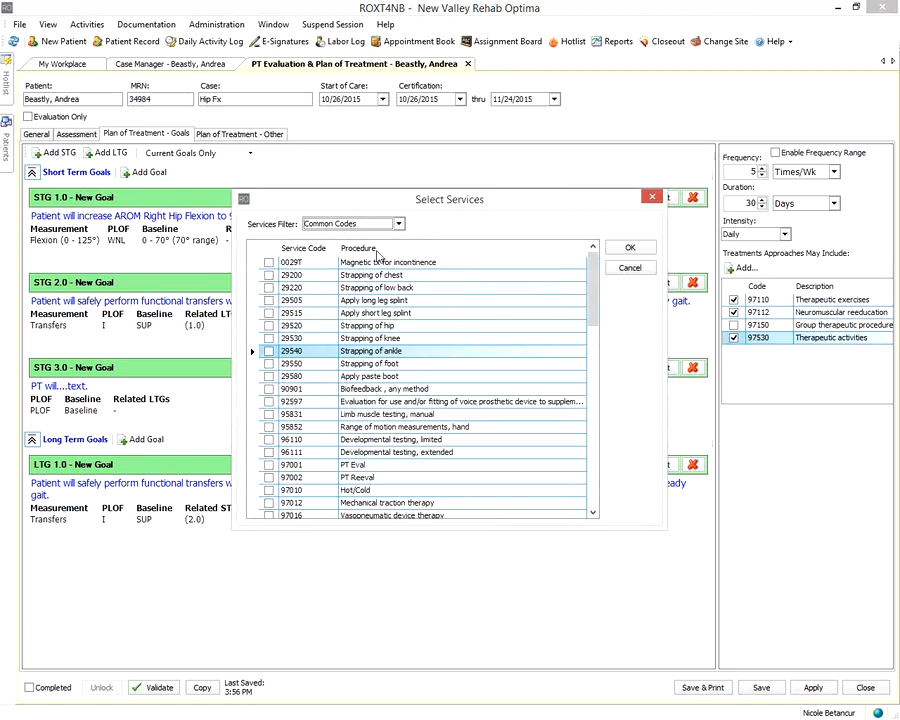 ROXT4NB - New Valley Rehab Optima
File View Activities Documentation Administration Window Suspend Session Help
New Patient Patient Record Daily Activity Log E-Signatures Labor Log Appointment Book Assignment Board Hotlist Reports Closeout Change Site Help
My Workplace Case Manager - Beastly, Andrea PT Evaluation & Plan of Treatment - Beastly, Andrea
Hotlist
Patients
Patient: MRN: Case: Start of Care: Certification:
Beastly, Andrea 34984 Hip Fx 10/26/2015 10/26/2015 thru 11/24/2015
Evaluation Only
General Assessment Plan of Treatment - Goals Plan of Treatment - Other
Add STG Add LTG Current Goals Only
Short Term Goals Add Goal
STG 1.0 - New Goal
Patient will increase AROM Right Hip Flexion to
Measurement PLOF Baseline
Flexion (0 - 125°) WNL 0 - 70° (70° range)
STG 2.0 - New Goal
Patient will safely perform functional transfers
gait.
Measurement PLOF Baseline Related
Transfers I SUP (1.0)
STG 3.0 - New Goal
PT will....text.
PLOF Baseline Related LTGs
PLOF Baseline -
Long Term Goals Add Goal
LTG 1.0 - New Goal
Patient will safely perform functional transfers
gait.
Measurement PLOF Baseline Related
Transfers I SUP (2.0)
Select Services
Services Filter: Common Codes
OK
Cancel
Service Code Procedure
0029T Magnetic for incontinence
29200 Strapping of chest
29220 Strapping of low back
29505 Apply long leg splint
29515 Apply short leg splint
29520 Strapping of hip
29530 Strapping of knee
29540 Strapping of ankle
29550 Strapping of foot
29580 Apply paste boot
90901 Biofeedback , any method
92597 Evaluation for use and/or fitting of voice prosthetic device to supplem...
95831 Limb muscle testing, manual
95852 Range of motion measurements, hand
96110 Developmental testing, limited
96111 Developmental testing, extended
97001 PT Eval
97002 PT Reeval
97010 Hot/Cold
97012 Mechanical traction therapy
97016 Vasopneumatic device therapy
Enable Frequency Range
Frequency:
5 Times/Wk
Duration:
30 Days
Intensity:
Daily
Treatments Approaches May Include:
Add...
Code Description
97110 Therapeutic exercises
97112 Neuromuscular reeducation
97150 Group therapeutic procedure
97530 Therapeutic activities
Completed Unlock Validate Copy Last Saved:
3:56 PM
Save & Print Save Apply Close
Nicole Betancur